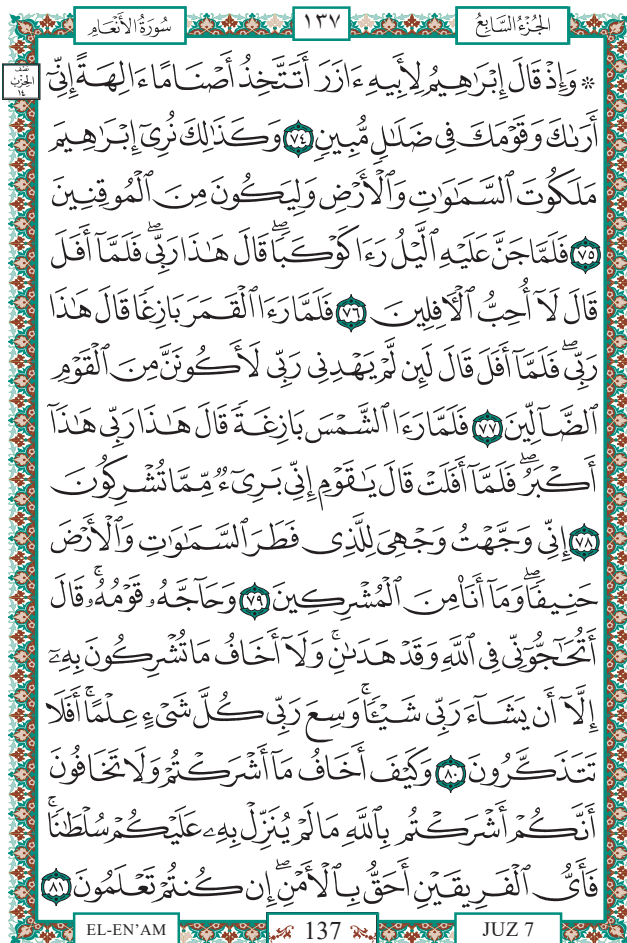 سُورَةُ الأَنْعَام ١٣٧ الجُزْءُ السَّابِعُ
نصف
الحزب
١٤
۞ وَإِذْ قَالَ إِبْرَٰهِيمُ لِأَبِيهِ ءَازَرَ أَتَتَّخِذُ أَصْنَامًا ءَالِهَةً إِنِّىٓ
أَرَىٰكَ وَقَوْمَكَ فِى ضَلَٰلٍ مُّبِينٍ ٧٤ وَكَذَٰلِكَ نُرِىٓ إِبْرَٰهِيمَ
مَلَكُوتَ ٱلسَّمَٰوَٰتِ وَٱلْأَرْضِ وَلِيَكُونَ مِنَ ٱلْمُوقِنِينَ
٧٥ فَلَمَّا جَنَّ عَلَيْهِ ٱلَّيْلُ رَءَا كَوْكَبًاۖ قَالَ هَٰذَا رَبِّىۖ فَلَمَّآ أَفَلَ
قَالَ لَآ أُحِبُّ ٱلْءَافِلِينَ ٧٦ فَلَمَّا رَءَا ٱلْقَمَرَ بَازِغًا قَالَ هَٰذَا
رَبِّىۖ فَلَمَّآ أَفَلَ قَالَ لَئِن لَّمْ يَهْدِنِى رَبِّى لَأَكُونَنَّ مِنَ ٱلْقَوْمِ
ٱلضَّآلِّينَ ٧٧ فَلَمَّا رَءَا ٱلشَّمْسَ بَازِغَةً قَالَ هَٰذَا رَبِّى هَٰذَآ
أَكْبَرُۖ فَلَمَّآ أَفَلَتْ قَالَ يَٰقَوْمِ إِنِّى بَرِىٓءٌ مِّمَّا تُشْرِكُونَ
٧٨ إِنِّى وَجَّهْتُ وَجْهِىَ لِلَّذِى فَطَرَ ٱلسَّمَٰوَٰتِ وَٱلْأَرْضَ
حَنِيفًاۖ وَمَآ أَنَا۠ مِنَ ٱلْمُشْرِكِينَ ٧٩ وَحَآجَّهُۥ قَوْمُهُۥۚ قَالَ
أَتُحَٰٓجُّوٓنِّى فِى ٱللَّهِ وَقَدْ هَدَىٰنِۚ وَلَآ أَخَافُ مَا تُشْرِكُونَ بِهِۦٓ
إِلَّآ أَن يَشَآءَ رَبِّى شَيْـًٔاۗ وَسِعَ رَبِّى كُلَّ شَىْءٍ عِلْمًاۗ أَفَلَا
تَتَذَكَّرُونَ ٨٠ وَكَيْفَ أَخَافُ مَآ أَشْرَكْتُمْ وَلَا تَخَافُونَ
أَنَّكُمْ أَشْرَكْتُم بِٱللَّهِ مَا لَمْ يُنَزِّلْ بِهِۦ عَلَيْكُمْ سُلْطَٰنًاۚ
فَأَىُّ ٱلْفَرِيقَيْنِ أَحَقُّ بِٱلْأَمْنِۖ إِن كُنتُمْ تَعْلَمُونَ ٨١
EL-EN'AM 137 JUZ 7